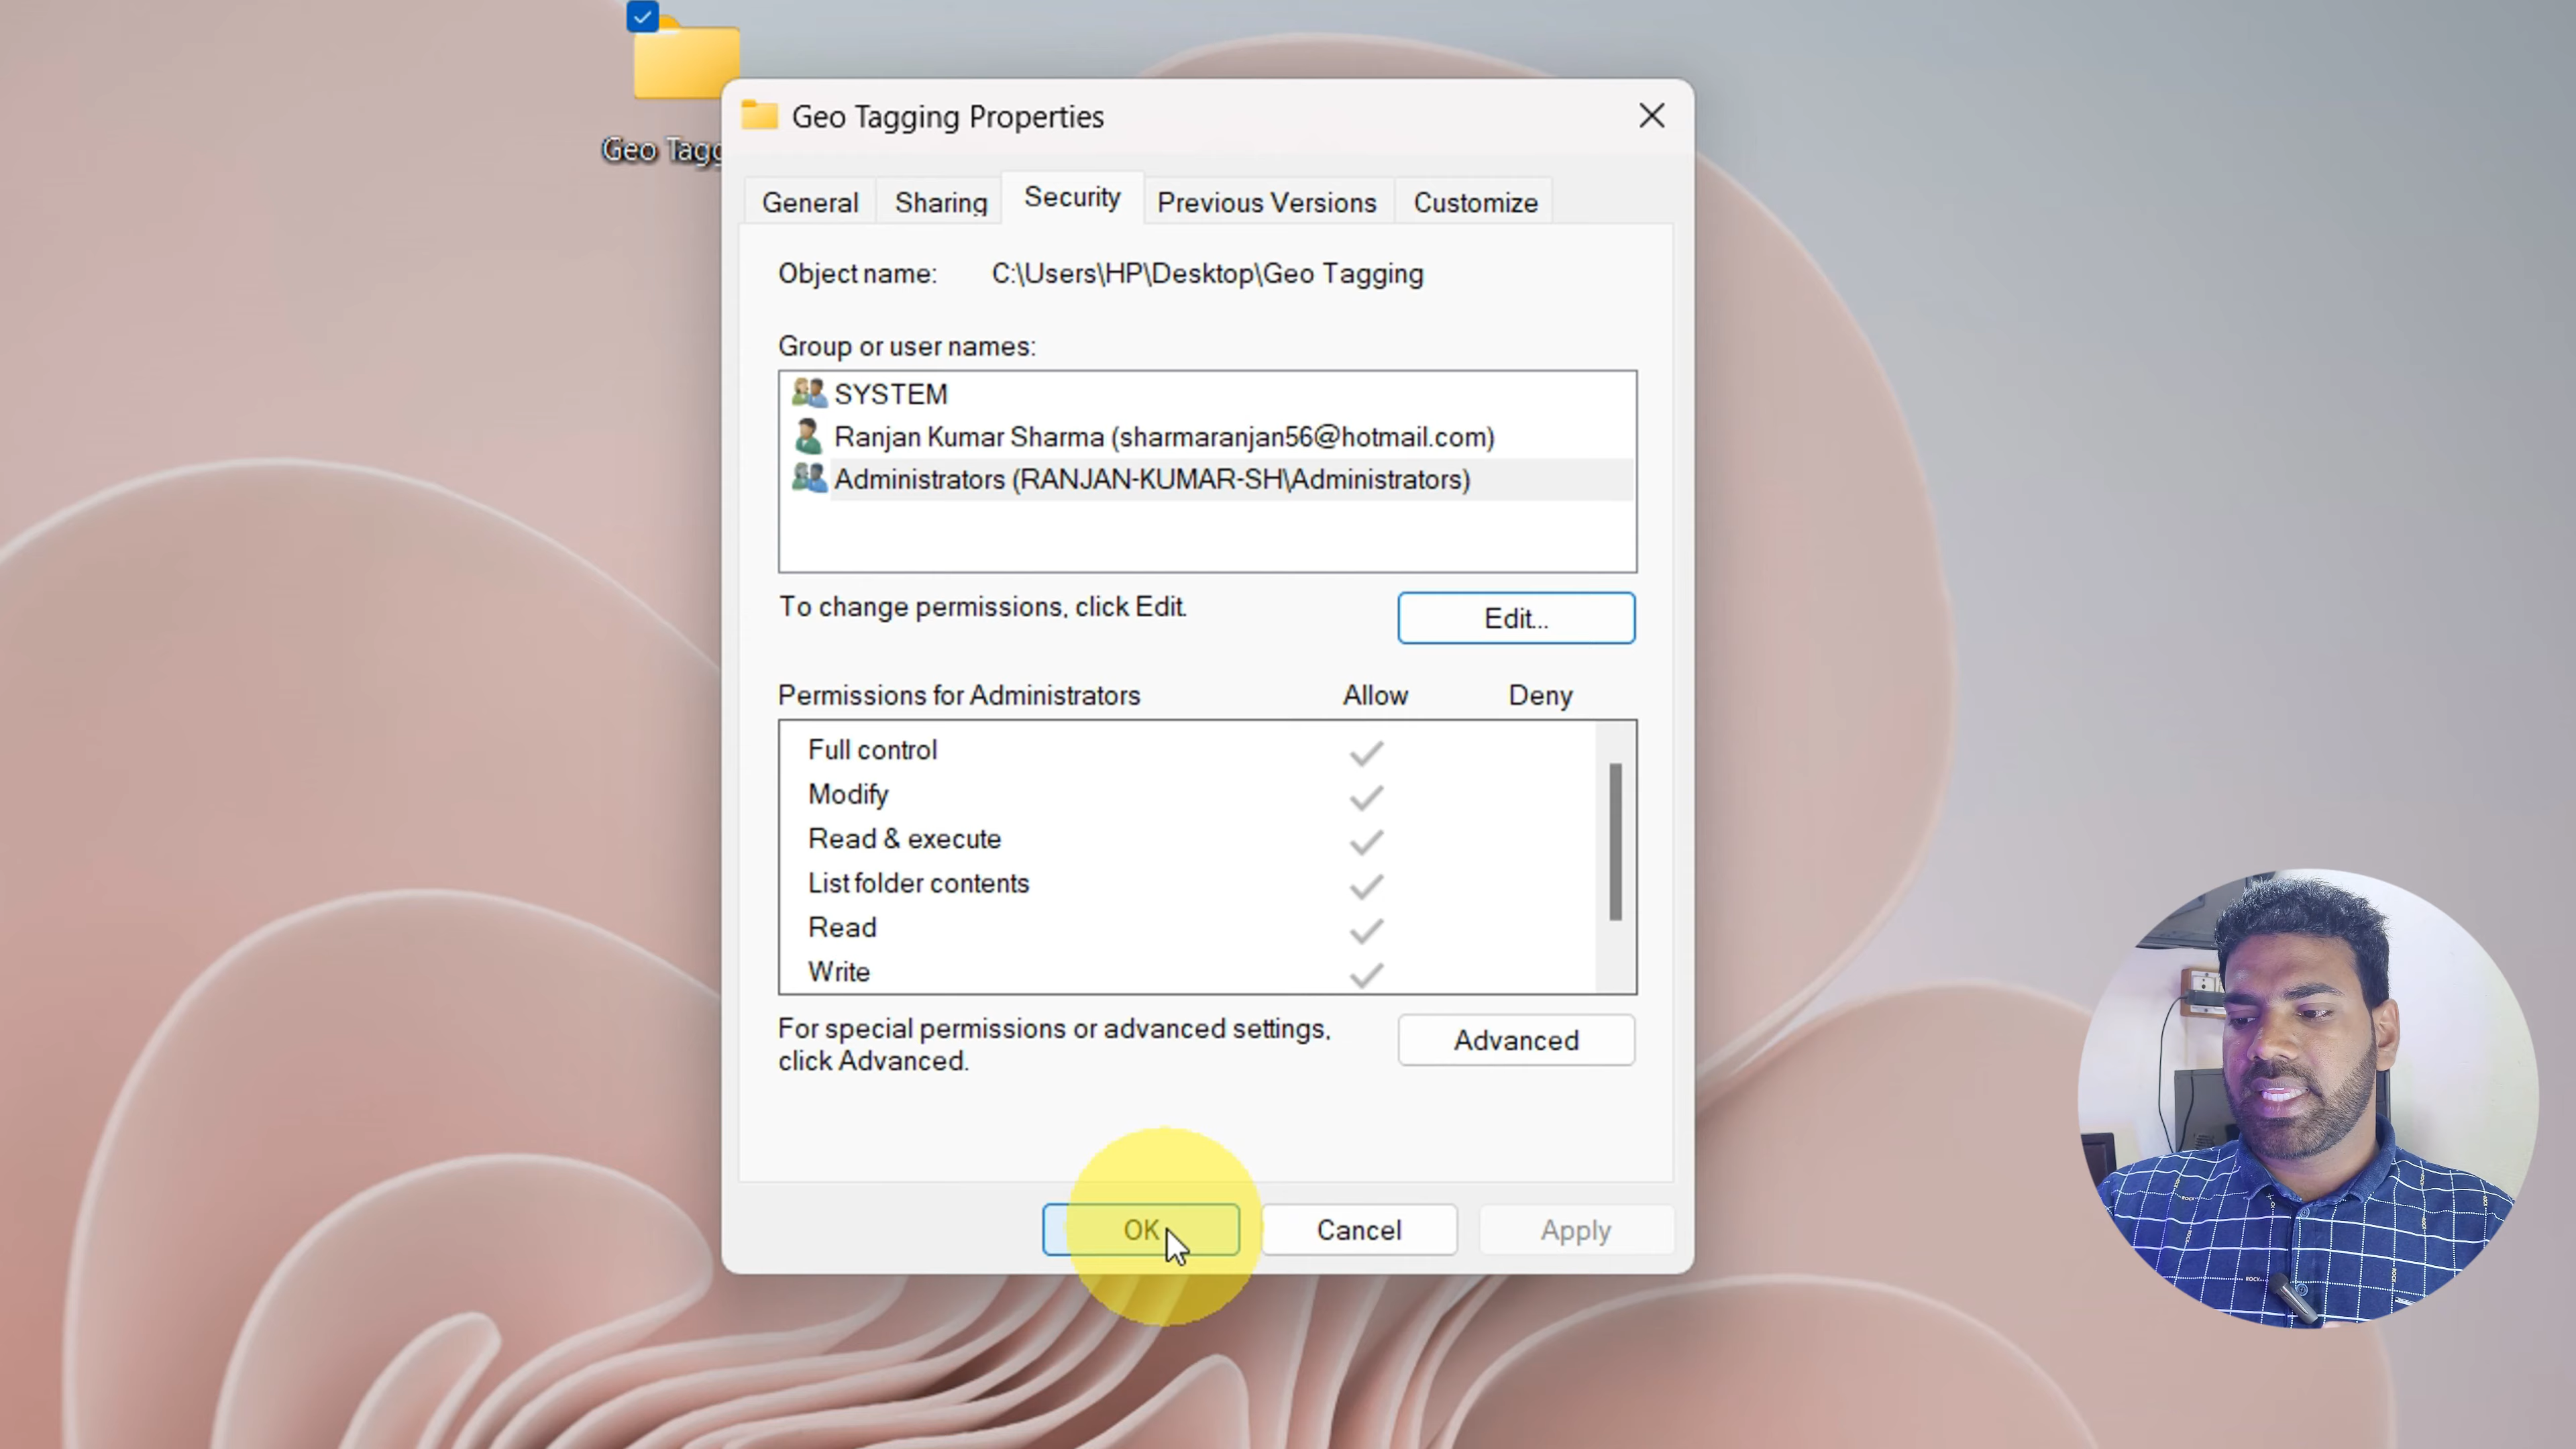 Geo Tagg
Geo Tagging Properties
General Sharing Security Previous Versions Customize
Object name: C:\Users\HP\Desktop\Geo Tagging
Group or user names:
SYSTEM
Ranjan Kumar Sharma (sharmaranjan56@hotmail.com)
Administrators (RANJAN-KUMAR-SH\Administrators)
To change permissions, click Edit.
Edit...
Permissions for Administrators Allow Deny
Full control
Modify
Read & execute
List folder contents
Read
Write
For special permissions or advanced settings,
click Advanced.
Advanced
OK Cancel Apply